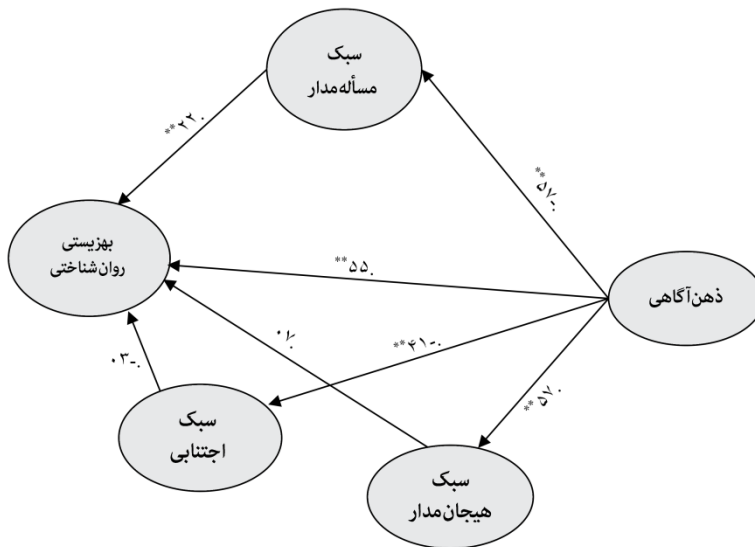 سبک
مسأله‌مدار
**۲۲.
**۵۷-.
بهزیستی
روان‌شناختی
**۵۵.
ذهن‌آگاهی
۰۷.
**۴۱-.
۰۳-.
**۵۷.
سبک
اجتنابی
سبک
هیجان‌مدار